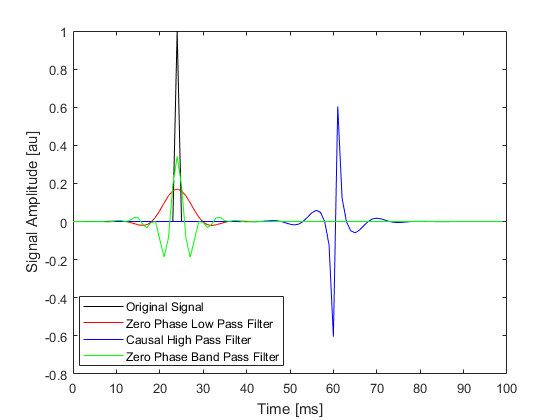 1
0.8
0.6
0.4
0.2
0
-0.2
-0.4
-0.6
-0.8
Signal Amplitude [au]
Original Signal
Zero Phase Low Pass Filter
Causal High Pass Filter
Zero Phase Band Pass Filter
0 10 20 30 40 50 60 70 80 90 100
Time [ms]